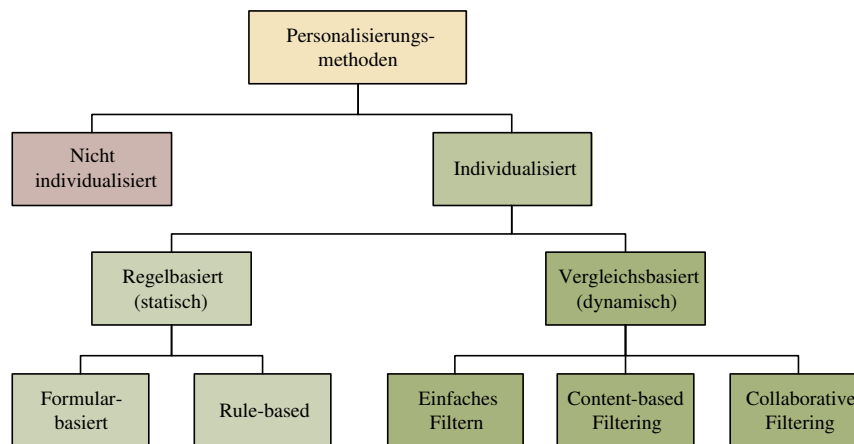 Personalisierungs-
methoden
Nicht
individualisiert
Individualisiert
Regelbasiert
(statisch)
Vergleichsbasiert
(dynamisch)
Formular-
basiert
Rule-based
Einfaches
Filtern
Content-based
Filtering
Collaborative
Filtering